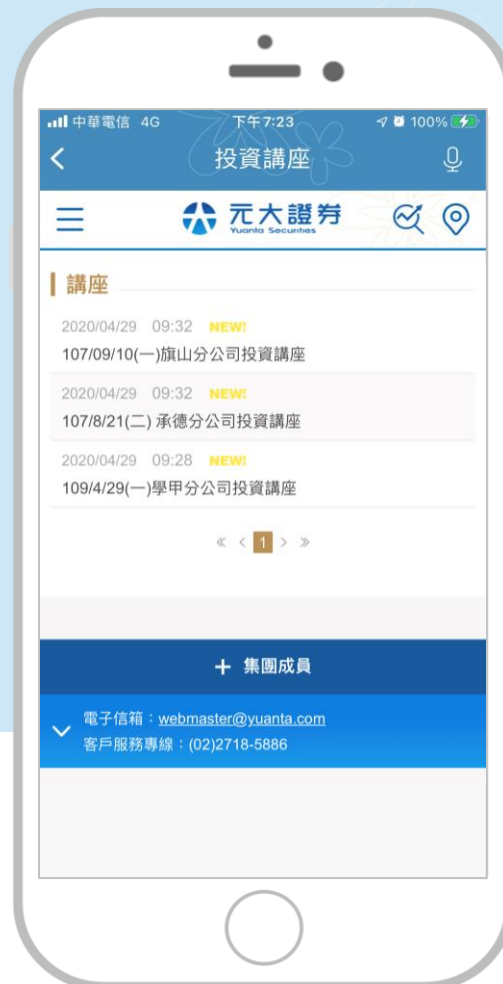 中華電信 4G 下午7:23 100%
投資講座
元大證券
Yuanta Securities
講座
2020/04/29 09:32 NEW!
107/09/10(一)旗山分公司投資講座
2020/04/29 09:32 NEW!
107/8/21(二) 承德分公司投資講座
2020/04/29 09:28 NEW!
109/4/29(一)學甲分公司投資講座
« < 1 > »
+ 集團成員
電子信箱：webmaster@yuanta.com
客戶服務專線：(02)2718-5886